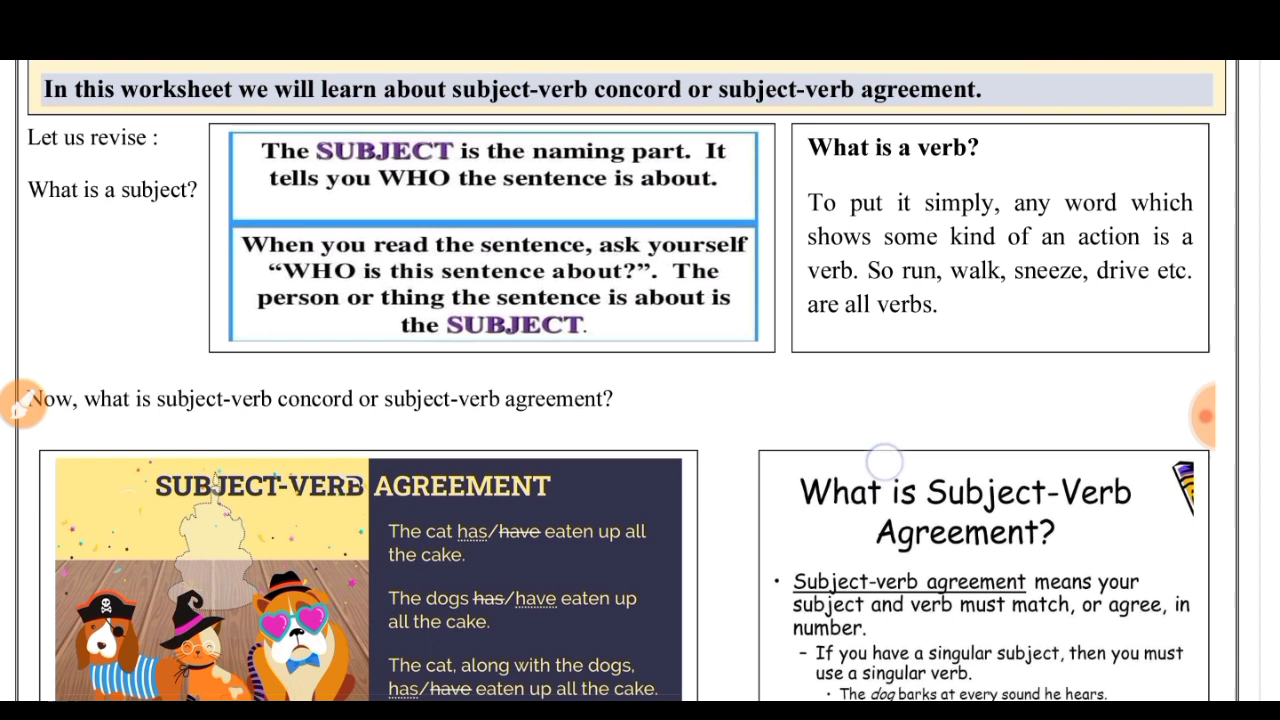 In this worksheet we will learn about subject-verb concord or subject-verb agreement.
Let us revise :
What is a subject?
The SUBJECT is the naming part. It
tells you WHO the sentence is about.
When you read the sentence, ask yourself
“WHO is this sentence about?”. The
person or thing the sentence is about is
the SUBJECT.
What is a verb?
To put it simply, any word which
shows some kind of an action is a
verb. So run, walk, sneeze, drive etc.
are all verbs.
Now, what is subject-verb concord or subject-verb agreement?
SUBJECT-VERB AGREEMENT
The cat has/have eaten up all
the cake.
The dogs has/have eaten up
all the cake.
The cat, along with the dogs,
has/have eaten up all the cake.
What is Subject-Verb
Agreement?
• Subject-verb agreement means your
subject and verb must match, or agree, in
number.
– If you have a singular subject, then you must
use a singular verb.
• The dog barks at every sound he hears.